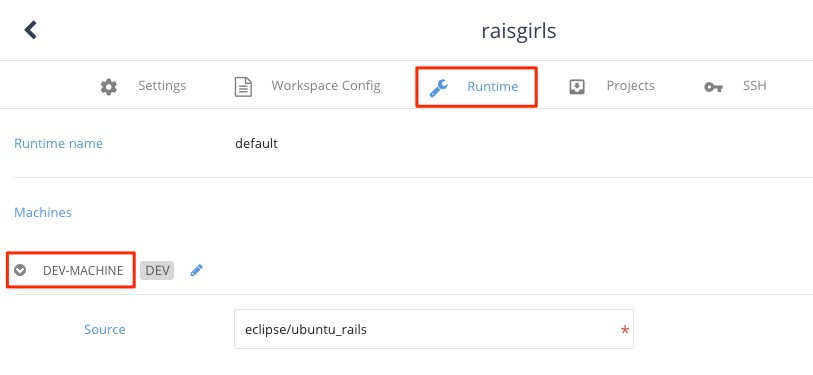 raisgirls
Settings Workspace Config Runtime Projects SSH
Runtime name default
Machines
DEV-MACHINE DEV
Source eclipse/ubuntu_rails *